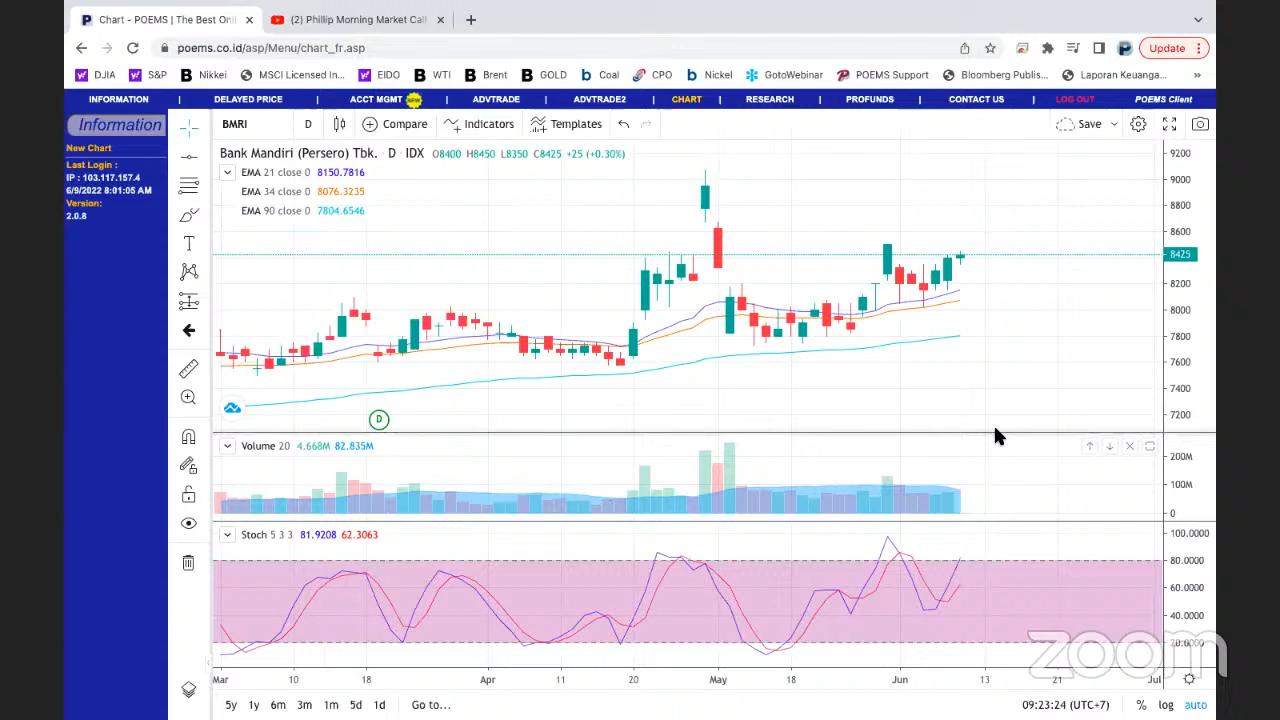 Chart - POEMS | The Best Onli
(2) Phillip Morning Market Call
poems.co.id/asp/Menu/chart_fr.asp
Update
DJIA
S&P
Nikkei
MSCI Licensed In...
EIDO
WTI
Brent
GOLD
Coal
CPO
Nickel
GotoWebinar
POEMS Support
Bloomberg Publis...
Laporan Keuanga...
»
INFORMATION | DELAYED PRICE | ACCT MGMT | ADVTRADE | ADVTRADE2 | CHART | RESEARCH | PROFUNDS | CONTACT US | LOG OUT POEMS Client
Information
New Chart
Last Login :
IP : 103.117.157.4
6/9/2022 8:01:05 AM
Version:
2.0.8
BMRI
D
Compare
Indicators
Templates
Save
Bank Mandiri (Persero) Tbk. · D · IDX O8400 H8450 L8350 C8425 +25 (+0.30%)
EMA 21 close 0 8150.7816
EMA 34 close 0 8076.3235
EMA 90 close 0 7804.6546
9200
9000
8800
8600
8425
8200
8000
7800
7600
7400
7200
D
Volume 20 4.668M 82.835M
200M
100M
0
Stoch 5 3 3 81.9208 62.3063
100.0000
80.0000
60.0000
40.0000
20.0000
zoom
Mar 10 18 Apr 11 20 May 18 Jun 13 21 Jul
5y 1y 6m 3m 1m 5d 1d Go to...
09:23:24 (UTC+7) % log auto